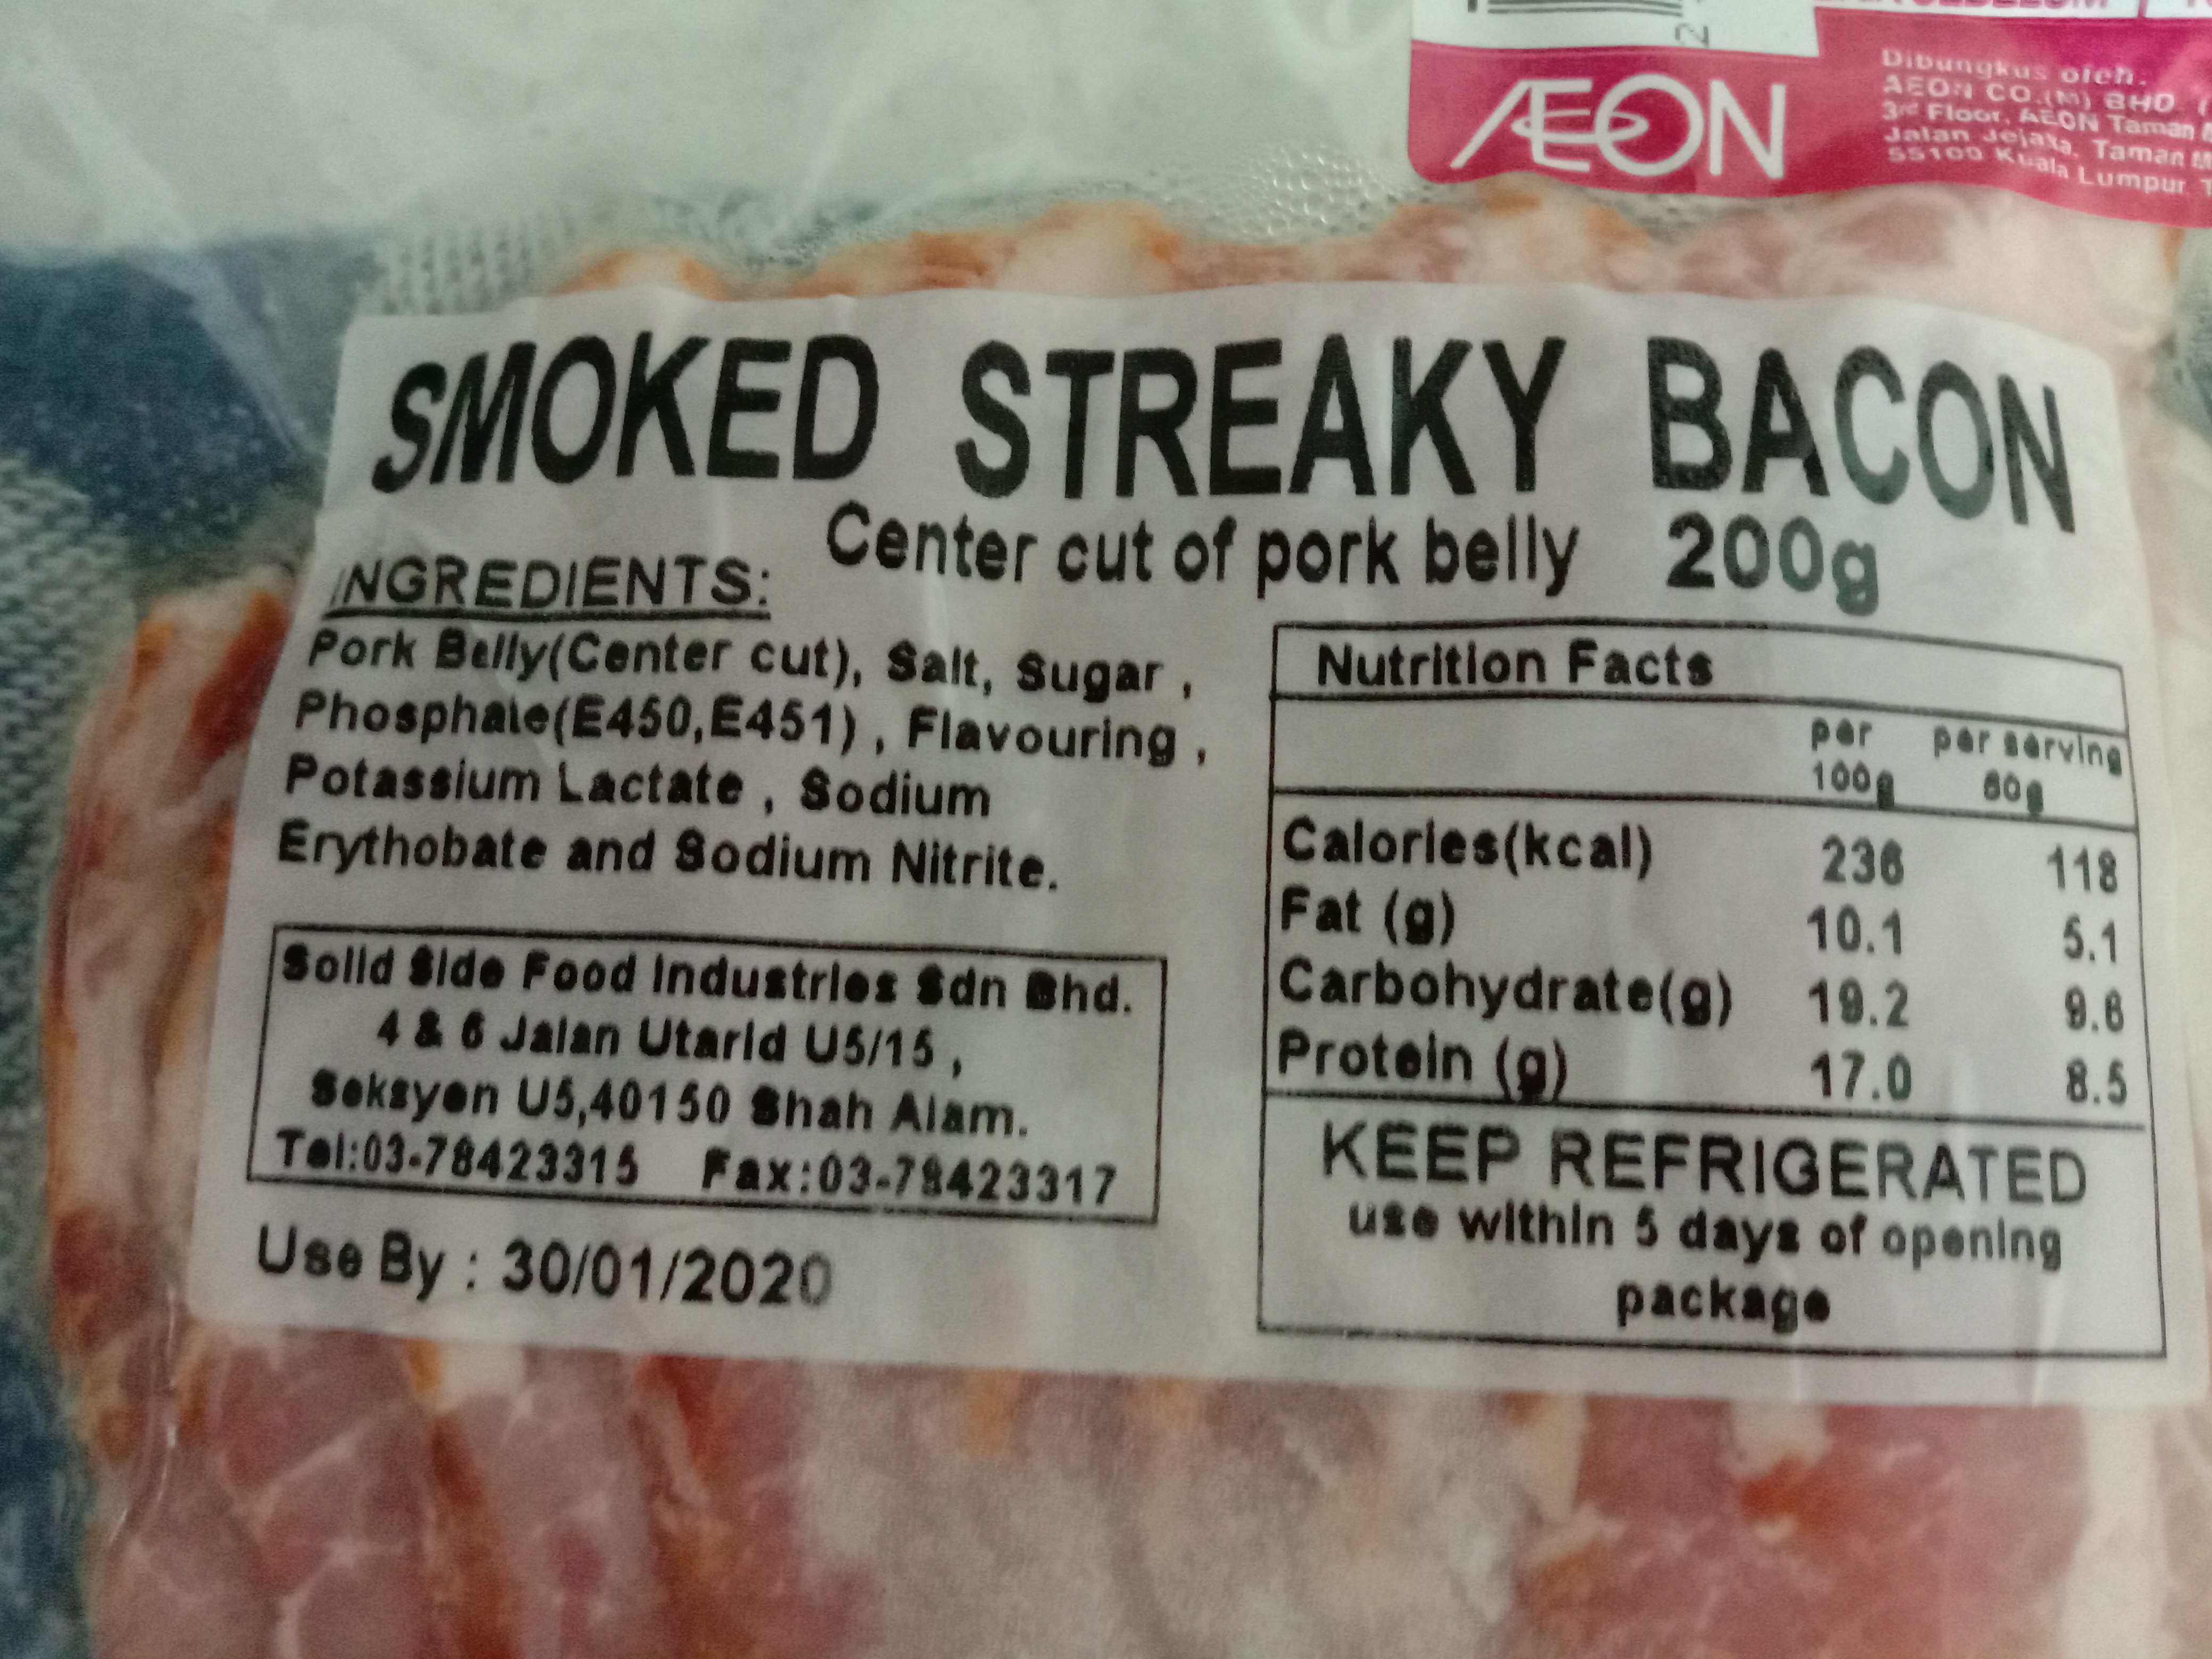 ÆON
Dibungkus oleh:
AEON CO.(M) BHD.
3rd Floor, AEON Taman
Jalan Jejaka, Taman
55100 Kuala Lumpur.
SMOKED STREAKY BACON
Center cut of pork belly 200g
INGREDIENTS:
Pork Belly(Center cut), Salt, Sugar ,
Phosphate(E450,E451) , Flavouring ,
Potassium Lactate , Sodium
Erythobate and Sodium Nitrite.
Solid Side Food Industries Sdn Bhd.
4 & 6 Jalan Utarid U5/15 ,
Seksyen U5,40150 Shah Alam.
Tel:03-78423315 Fax:03-78423317
Use By : 30/01/2020
Nutrition Facts
per per serving
100g 50g
Calories(kcal) 236 118
Fat (g) 10.1 5.1
Carbohydrate(g) 19.2 9.6
Protein (g) 17.0 8.5
KEEP REFRIGERATED
use within 5 days of opening
package